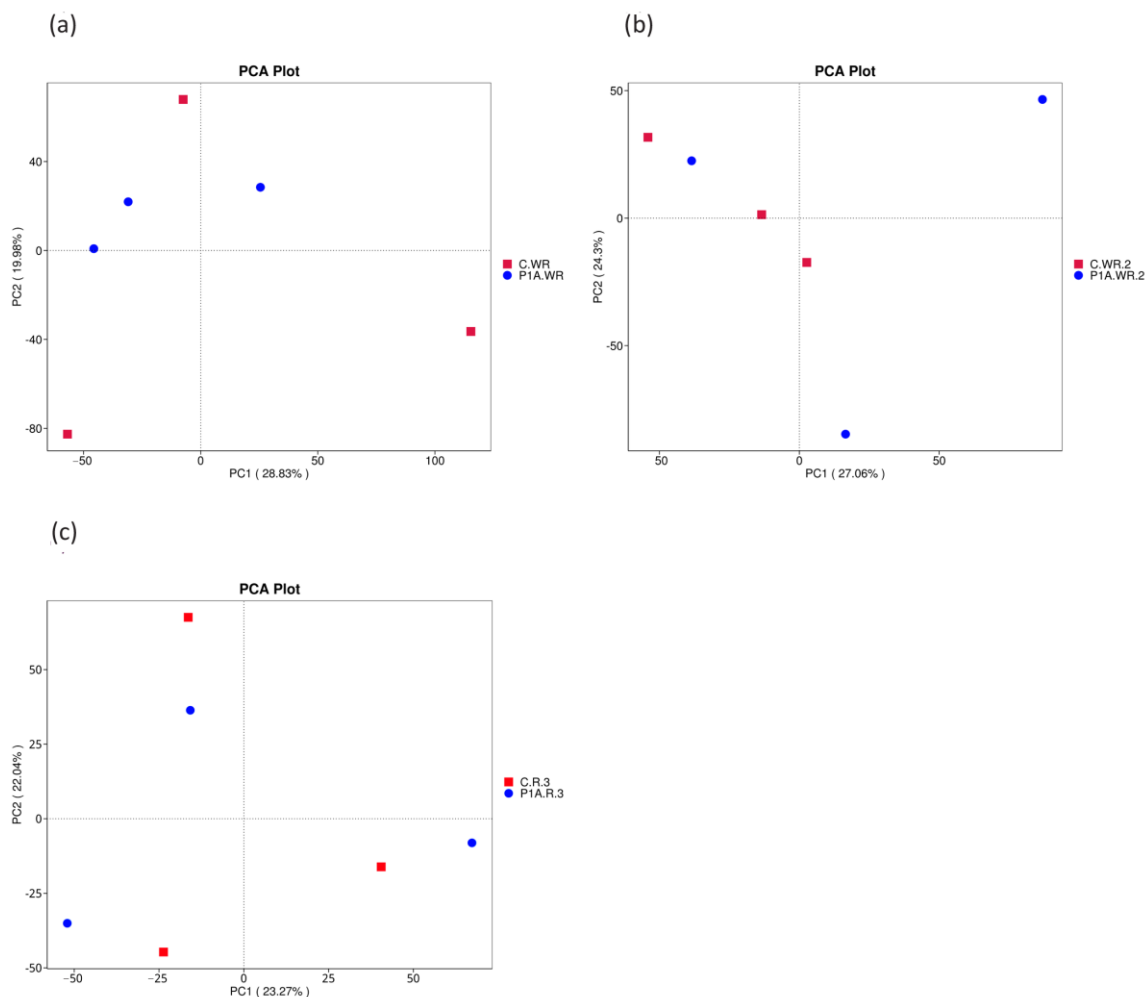 (a)
PCA Plot
40
0
-40
-80
PC2 ( 19.98% )
−50
0
50
100
PC1 ( 28.83% )
C.WR
P1A.WR
(b)
PCA Plot
50
0
-50
PC2 ( 24.3% )
50
0
50
PC1 ( 27.06% )
C.WR.2
P1A.WR.2
(c)
PCA Plot
50
25
0
-25
-50
PC2 ( 22.04% )
−50
−25
0
25
50
PC1 ( 23.27% )
C.R.3
P1A.R.3